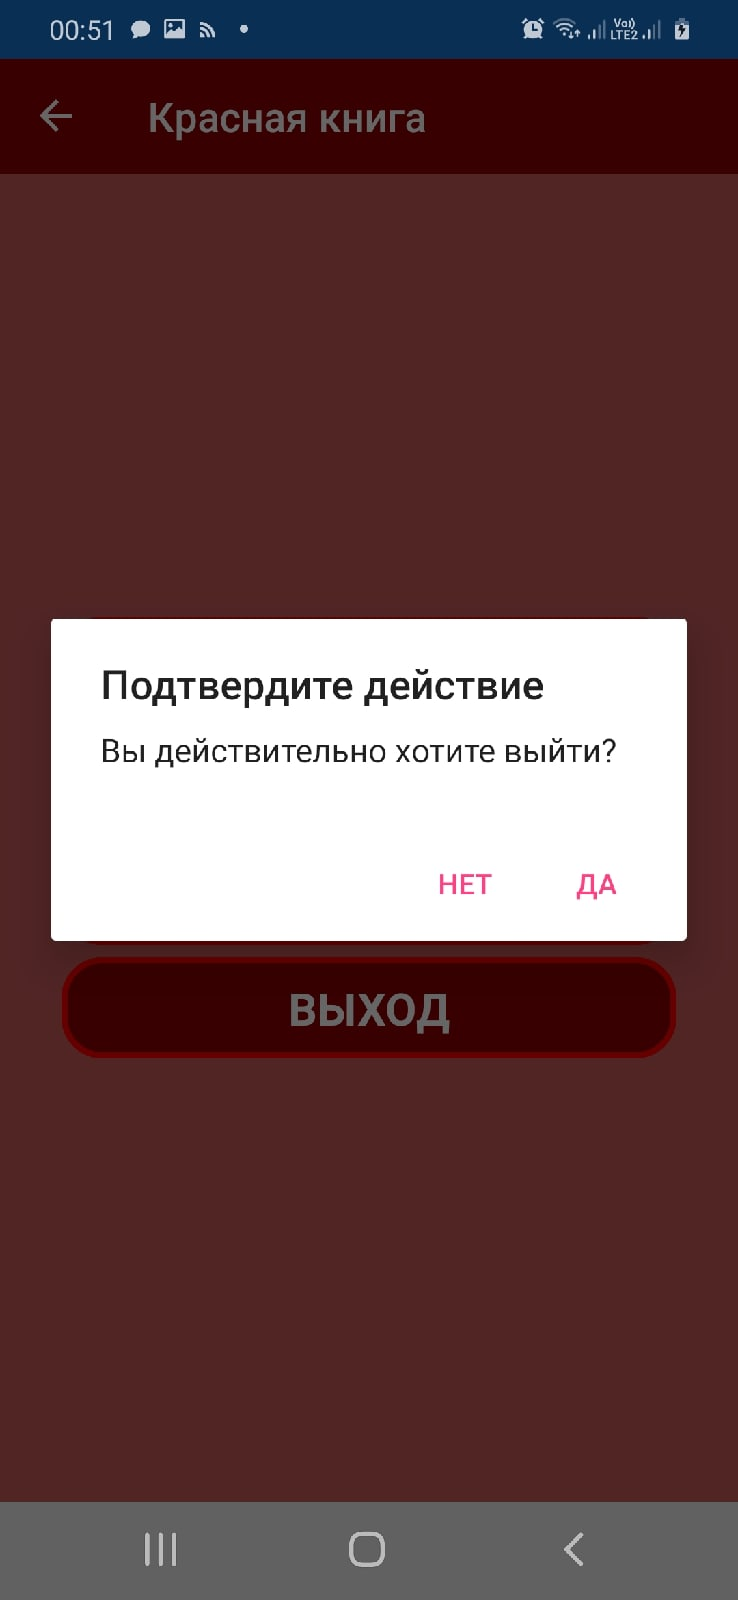 00:51
Vo) LTE2
Красная книга
Подтвердите действие
Вы действительно хотите выйти?
НЕТ ДА
ВЫХОД